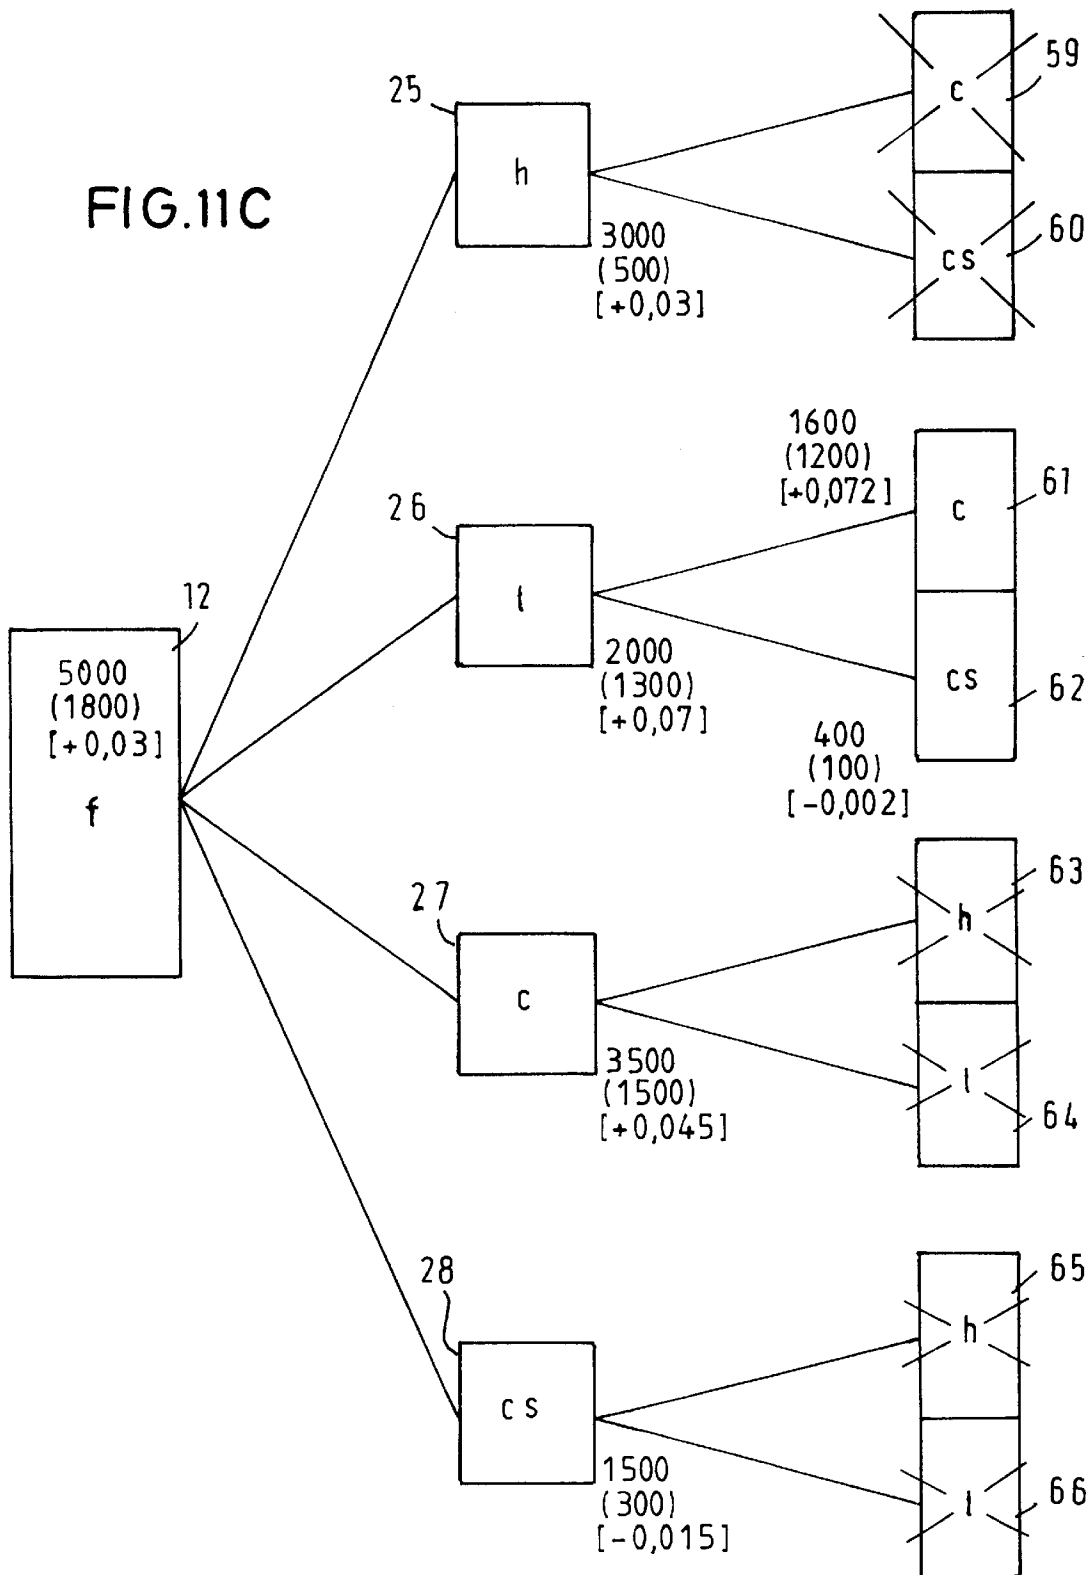 FIG.11C
25
h
3000
(500)
[+0,03]
c
59
cs
60
12
5000
(1800)
[+0,03]
f
26
l
2000
(1300)
[+0,07]
1600
(1200)
[+0,072]
c
61
cs
62
400
(100)
[-0,002]
27
c
3500
(1500)
[+0,045]
h
63
l
64
28
cs
1500
(300)
[-0,015]
h
65
l
66